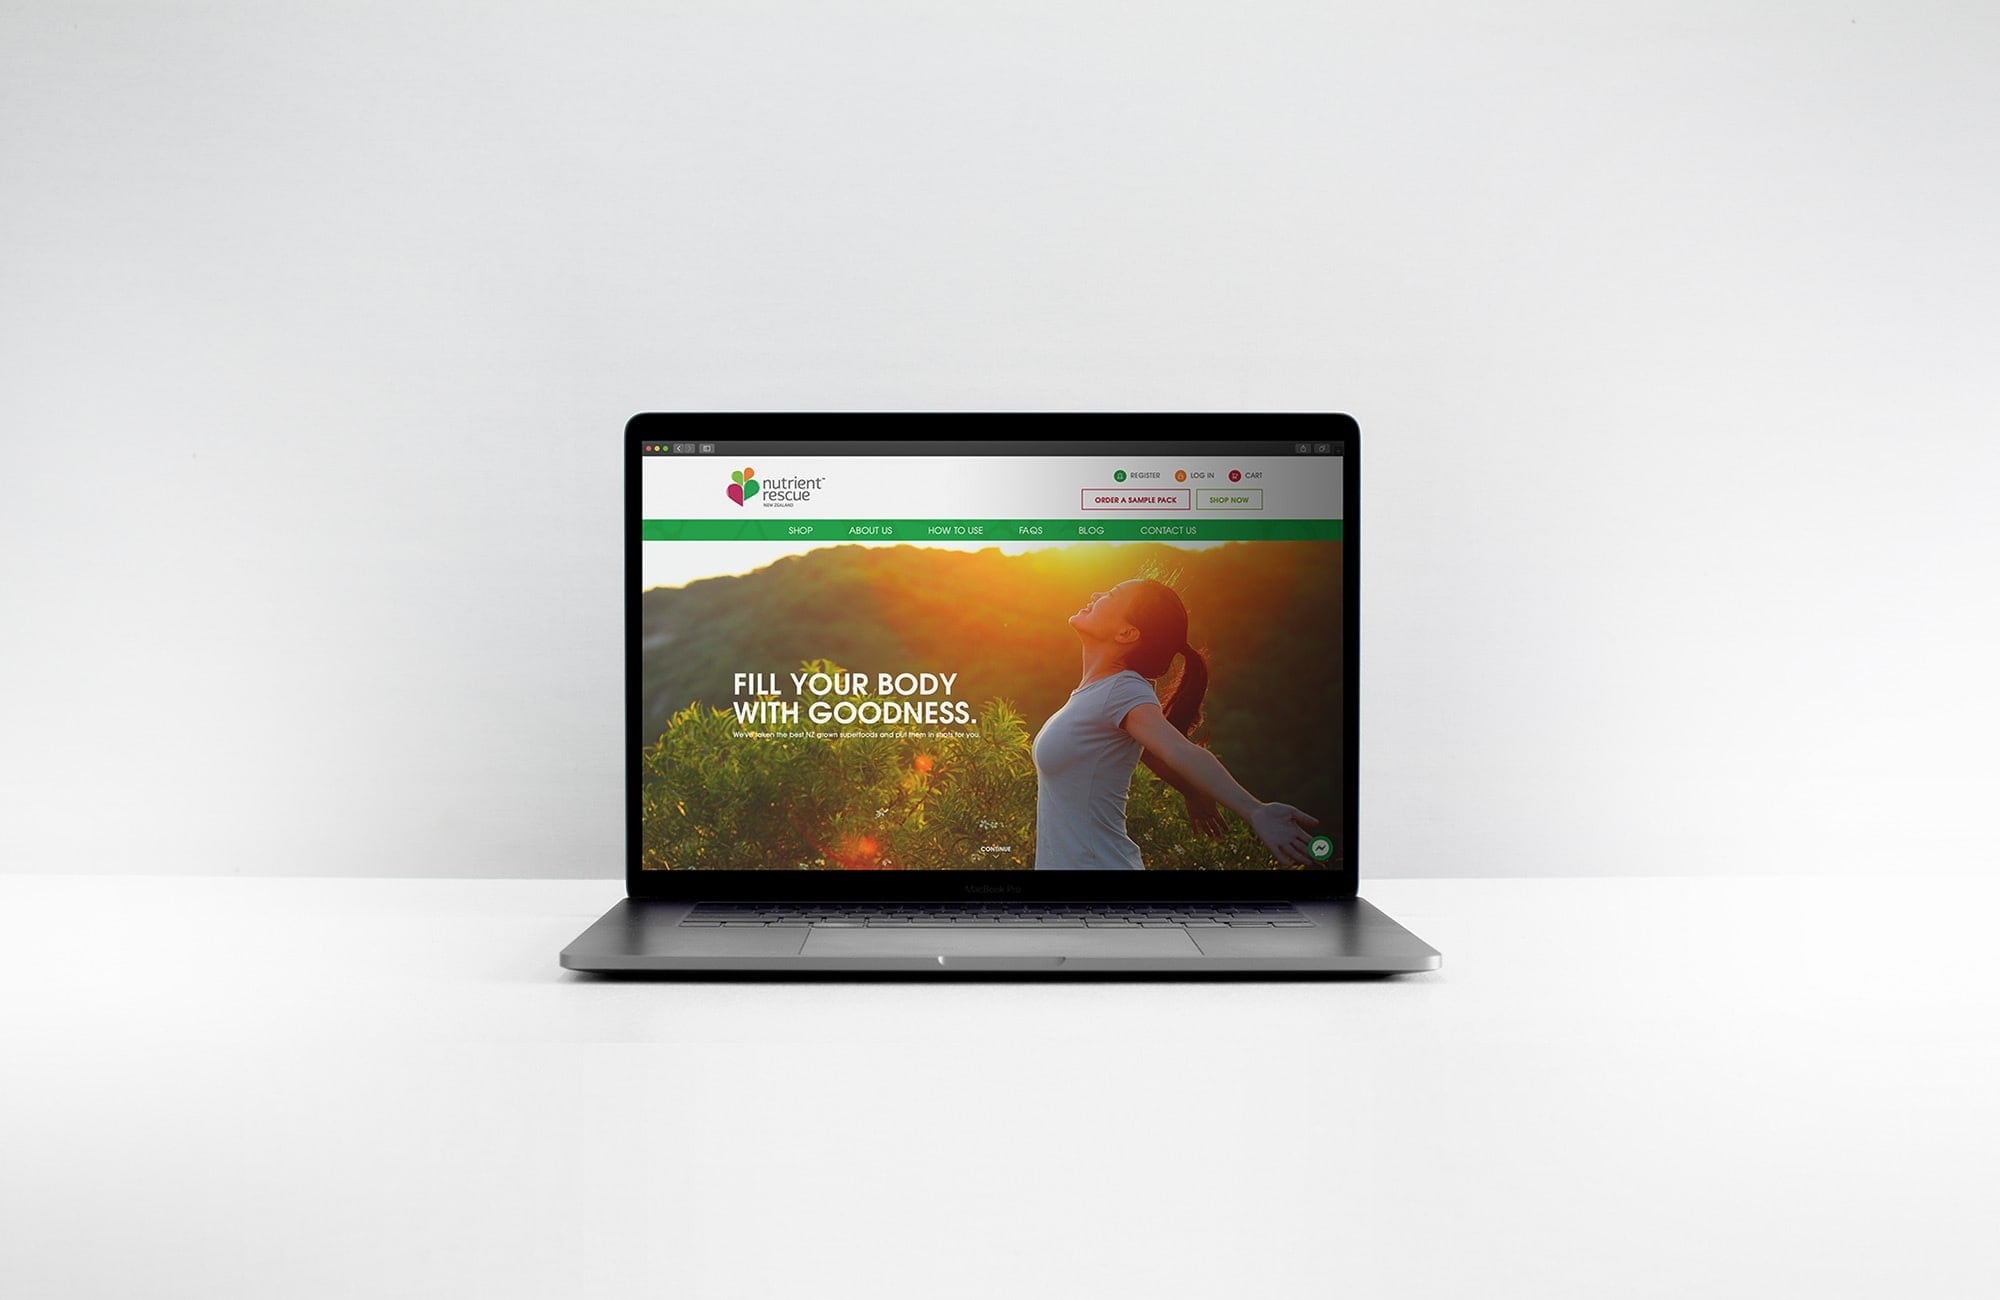 nutrient™
rescue
NEW ZEALAND
REGISTER LOG IN CART
ORDER A SAMPLE PACK SHOP NOW
SHOP ABOUT US HOW TO USE FAQS BLOG CONTACT US
FILL YOUR BODY
WITH GOODNESS.
We've taken the best NZ grown superfoods and put them in shots for you.
CONTINUE
MacBook Pro